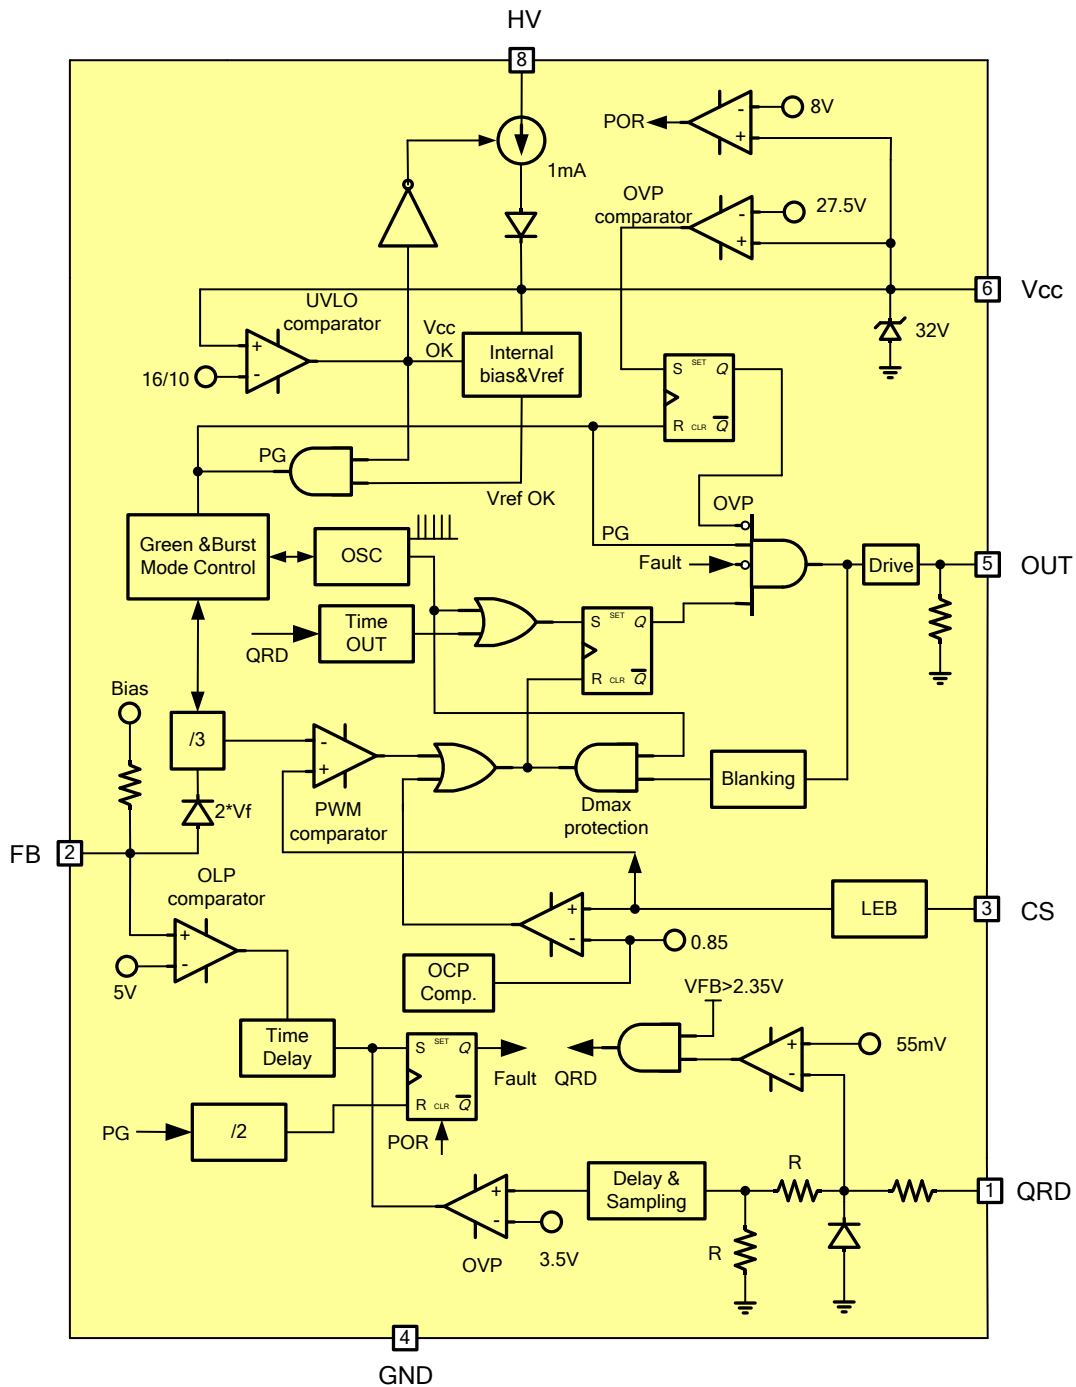 HV
8
POR
-
+
8V
1mA
OVP
comparator
-
+
27.5V
UVLO
comparator
+
-
16/10
Vcc
OK
Internal
bias&Vref
6
Vcc
32V
S SET Q
R CLR Q
PG
Vref OK
OVP
PG
Fault
Green &Burst
Mode Control
OSC
Drive
5
OUT
Time
OUT
QRD
S SET Q
R CLR Q
Bias
/3
-
+
PWM
comparator
2*Vf
Dmax
protection
Blanking
FB
2
OLP
comparator
+
-
5V
+
-
0.85
LEB
3
CS
OCP
Comp.
VFB>2.35V
Time
Delay
S SET Q
R CLR Q
Fault
QRD
+
-
55mV
PG
/2
POR
Delay &
Sampling
R
1
QRD
+
-
OVP
3.5V
R
4
GND